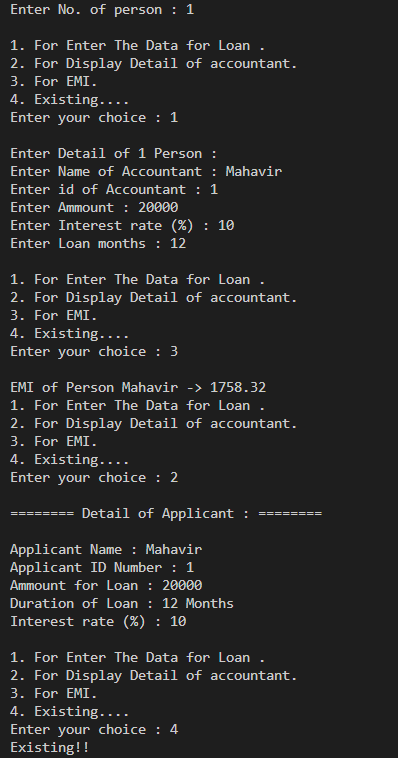 Enter No. of person : 1
1. For Enter The Data for Loan .
2. For Display Detail of accountant.
3. For EMI.
4. Existing....
Enter your choice : 1
Enter Detail of 1 Person :
Enter Name of Accountant : Mahavir
Enter id of Accountant : 1
Enter Ammount : 20000
Enter Interest rate (%) : 10
Enter Loan months : 12
1. For Enter The Data for Loan .
2. For Display Detail of accountant.
3. For EMI.
4. Existing....
Enter your choice : 3
EMI of Person Mahavir -> 1758.32
1. For Enter The Data for Loan .
2. For Display Detail of accountant.
3. For EMI.
4. Existing....
Enter your choice : 2
======== Detail of Applicant : ========
Applicant Name : Mahavir
Applicant ID Number : 1
Ammount for Loan : 20000
Duration of Loan : 12 Months
Interest rate (%) : 10
1. For Enter The Data for Loan .
2. For Display Detail of accountant.
3. For EMI.
4. Existing....
Enter your choice : 4
Existing!!